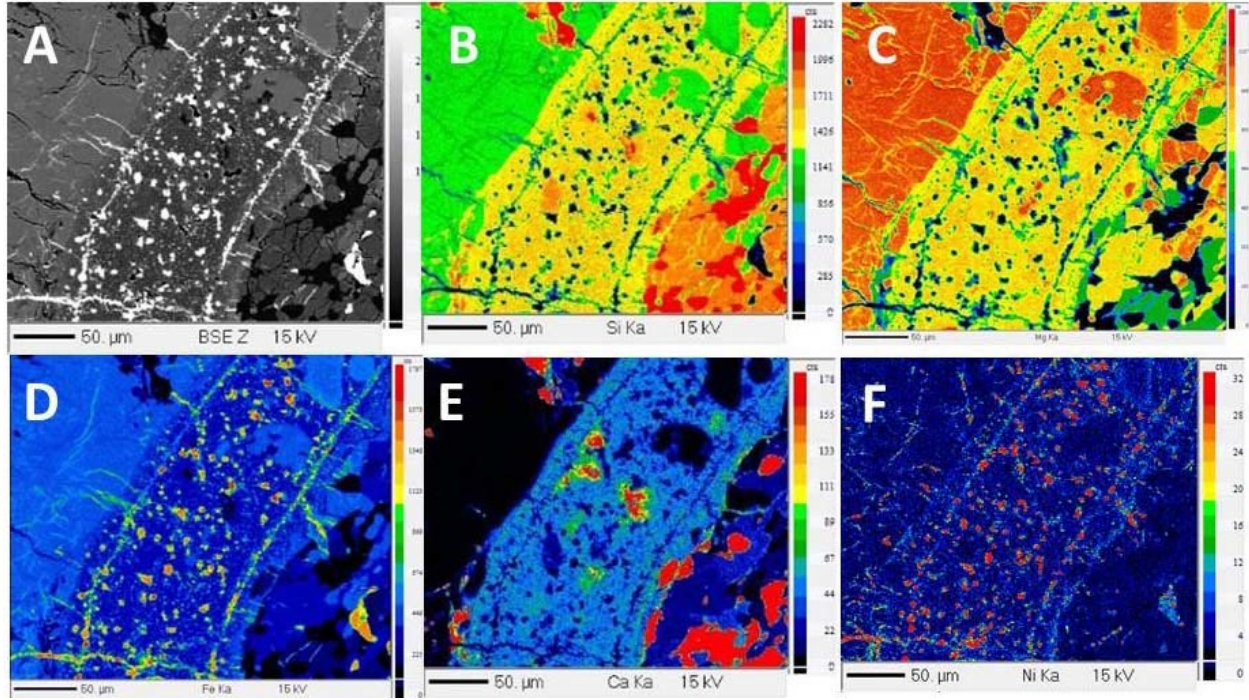 A
50. µm BSE Z 15 kV
B
cts
2282
1996
1711
1426
1141
856
570
285
0
50. µm Si Ka 15 kV
C
50. µm Mg Ka 15 kV
D
50. µm Fe Ka 15 kV
E
cts
178
155
133
111
89
67
44
22
0
50. µm Ca Ka 15 kV
F
cts
32
28
24
20
16
12
8
4
0
50. µm Ni Ka 15 kV